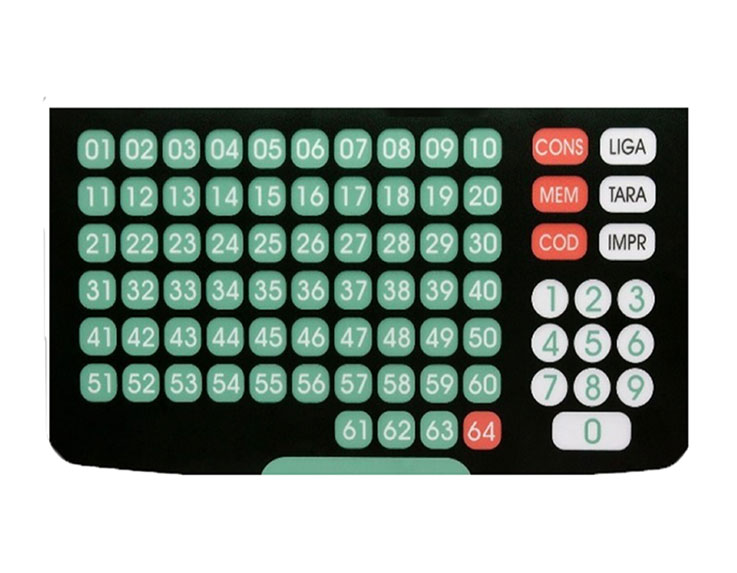 01 02 03 04 05 06 07 08 09 10 CONS LIGA
11 12 13 14 15 16 17 18 19 20 MEM TARA
21 22 23 24 25 26 27 28 29 30 COD IMPR
31 32 33 34 35 36 37 38 39 40 1 2 3
41 42 43 44 45 46 47 48 49 50 4 5 6
51 52 53 54 55 56 57 58 59 60 7 8 9
61 62 63 64 0